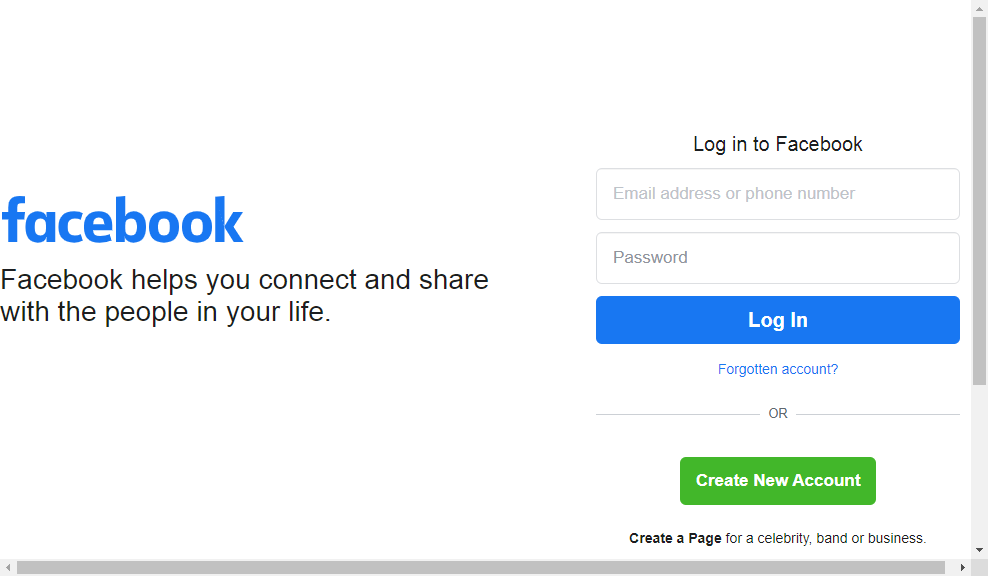 facebook
Facebook helps you connect and share
with the people in your life.
Log in to Facebook
Email address or phone number
Password
Log In
Forgotten account?
OR
Create New Account
Create a Page for a celebrity, band or business.